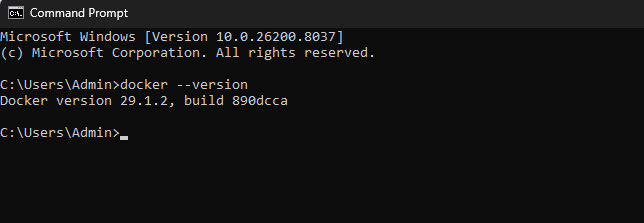 Command Prompt
Microsoft Windows [Version 10.0.26200.8037]
(c) Microsoft Corporation. All rights reserved.
C:\Users\Admin>docker --version
Docker version 29.1.2, build 890dcca
C:\Users\Admin>